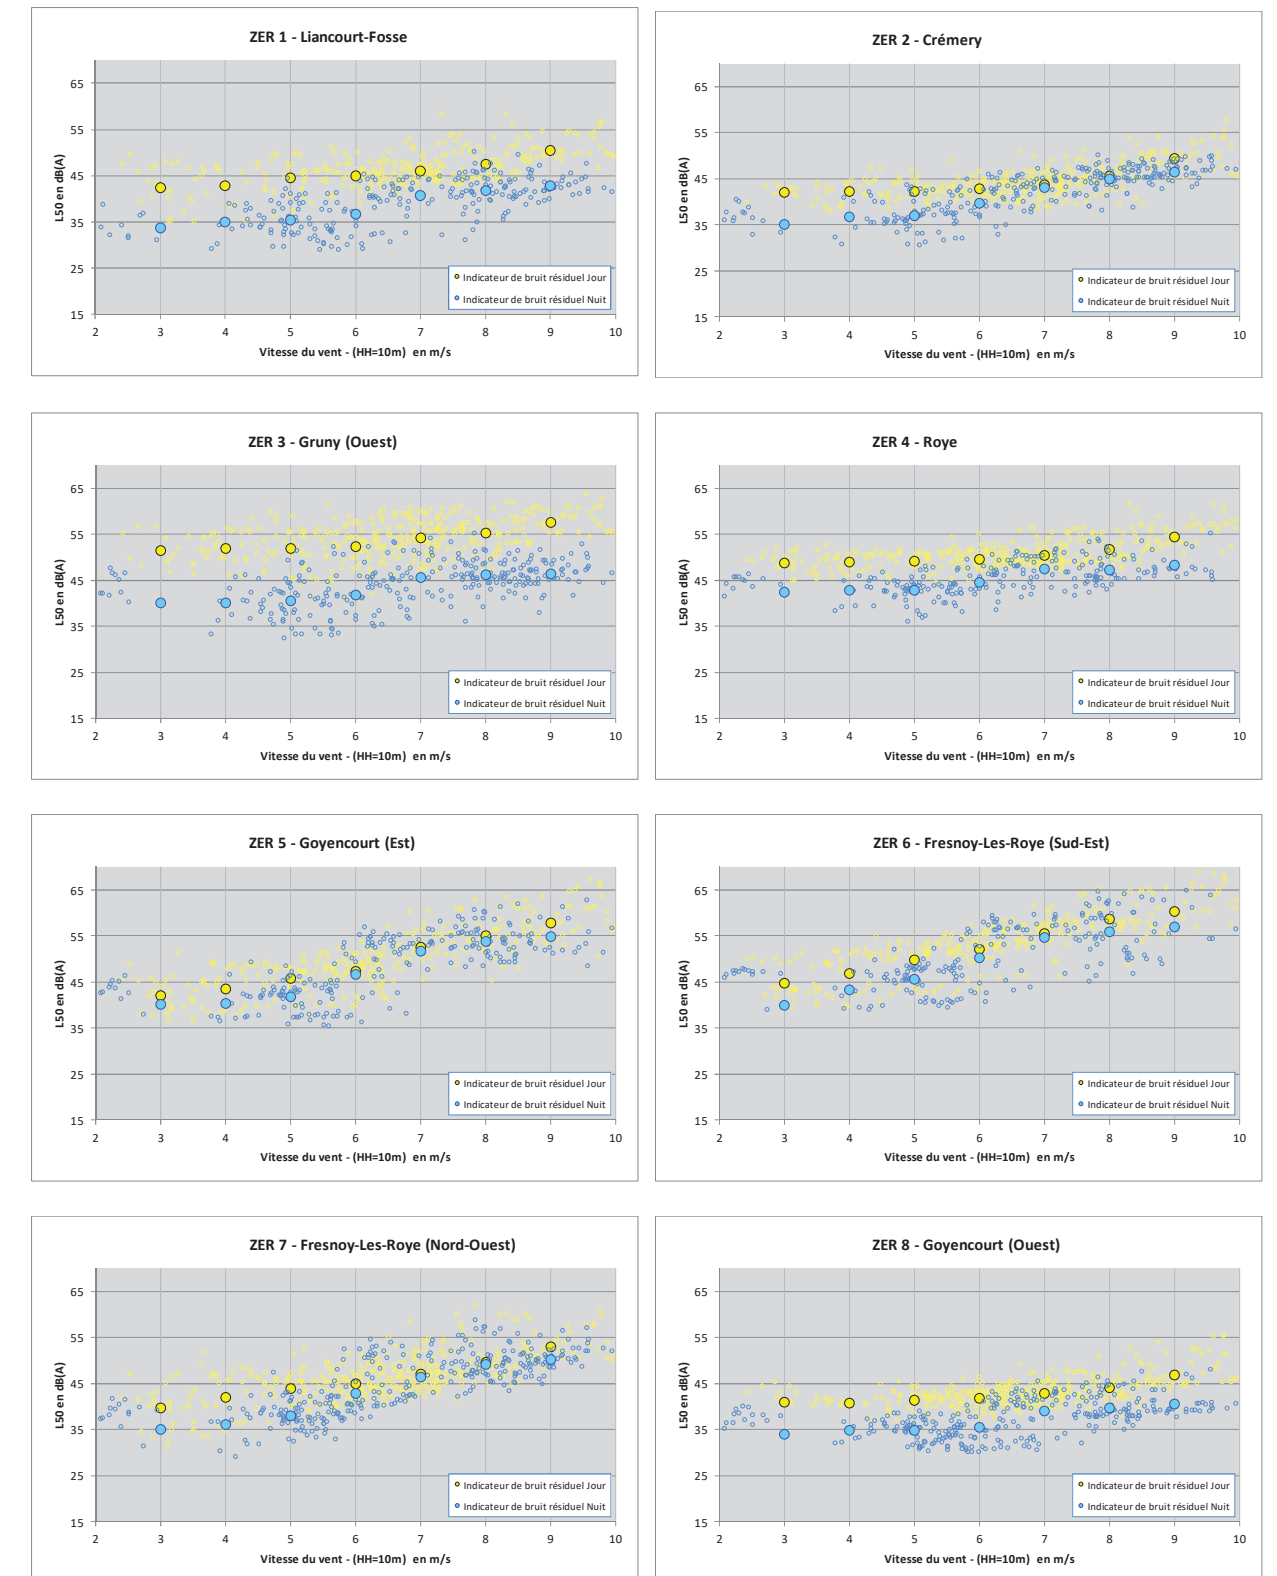 ZER 1 - Liancourt-Fosse
65
55
45
35
25
15
L50 en dB(A)
2 3 4 5 6 7 8 9 10
Vitesse du vent - (HH=10m) en m/s
Indicateur de bruit résiduel Jour
Indicateur de bruit résiduel Nuit
ZER 2 - Crémery
65
55
45
35
25
15
L50 en dB(A)
2 3 4 5 6 7 8 9 10
Vitesse du vent - (HH=10m) en m/s
Indicateur de bruit résiduel Jour
Indicateur de bruit résiduel Nuit
ZER 3 - Gruny (Ouest)
65
55
45
35
25
15
L50 en dB(A)
2 3 4 5 6 7 8 9 10
Vitesse du vent - (HH=10m) en m/s
Indicateur de bruit résiduel Jour
Indicateur de bruit résiduel Nuit
ZER 4 - Roye
65
55
45
35
25
15
L50 en dB(A)
2 3 4 5 6 7 8 9 10
Vitesse du vent - (HH=10m) en m/s
Indicateur de bruit résiduel Jour
Indicateur de bruit résiduel Nuit
ZER 5 - Goyencourt (Est)
65
55
45
35
25
15
L50 en dB(A)
2 3 4 5 6 7 8 9 10
Vitesse du vent - (HH=10m) en m/s
Indicateur de bruit résiduel Jour
Indicateur de bruit résiduel Nuit
ZER 6 - Fresnoy-Les-Roye (Sud-Est)
65
55
45
35
25
15
L50 en dB(A)
2 3 4 5 6 7 8 9 10
Vitesse du vent - (HH=10m) en m/s
Indicateur de bruit résiduel Jour
Indicateur de bruit résiduel Nuit
ZER 7 - Fresnoy-Les-Roye (Nord-Ouest)
65
55
45
35
25
15
L50 en dB(A)
2 3 4 5 6 7 8 9 10
Vitesse du vent - (HH=10m) en m/s
Indicateur de bruit résiduel Jour
Indicateur de bruit résiduel Nuit
ZER 8 - Goyencourt (Ouest)
65
55
45
35
25
15
L50 en dB(A)
2 3 4 5 6 7 8 9 10
Vitesse du vent - (HH=10m) en m/s
Indicateur de bruit résiduel Jour
Indicateur de bruit résiduel Nuit